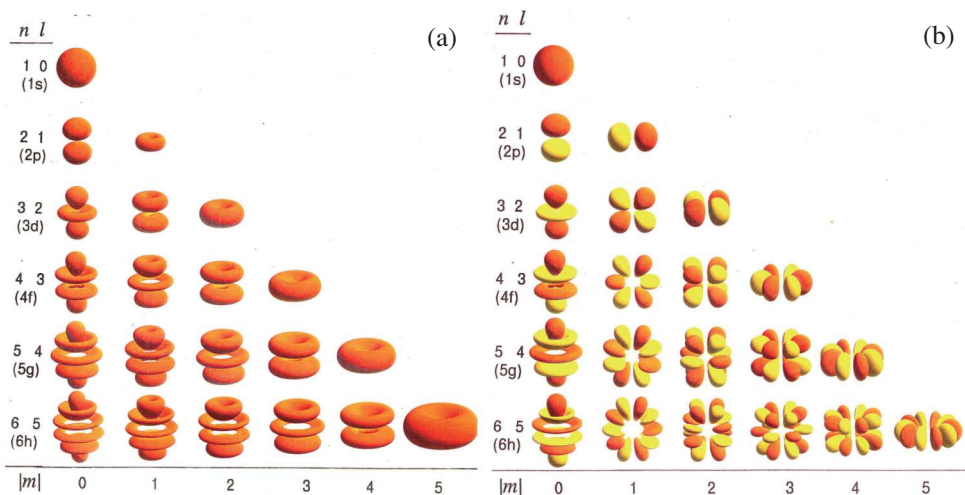 n l
(a)
1 0
(1s)
2 1
(2p)
3 2
(3d)
4 3
(4f)
5 4
(5g)
6 5
(6h)
|m| 0 1 2 3 4 5
n l
(b)
1 0
(1s)
2 1
(2p)
3 2
(3d)
4 3
(4f)
5 4
(5g)
6 5
(6h)
|m| 0 1 2 3 4 5